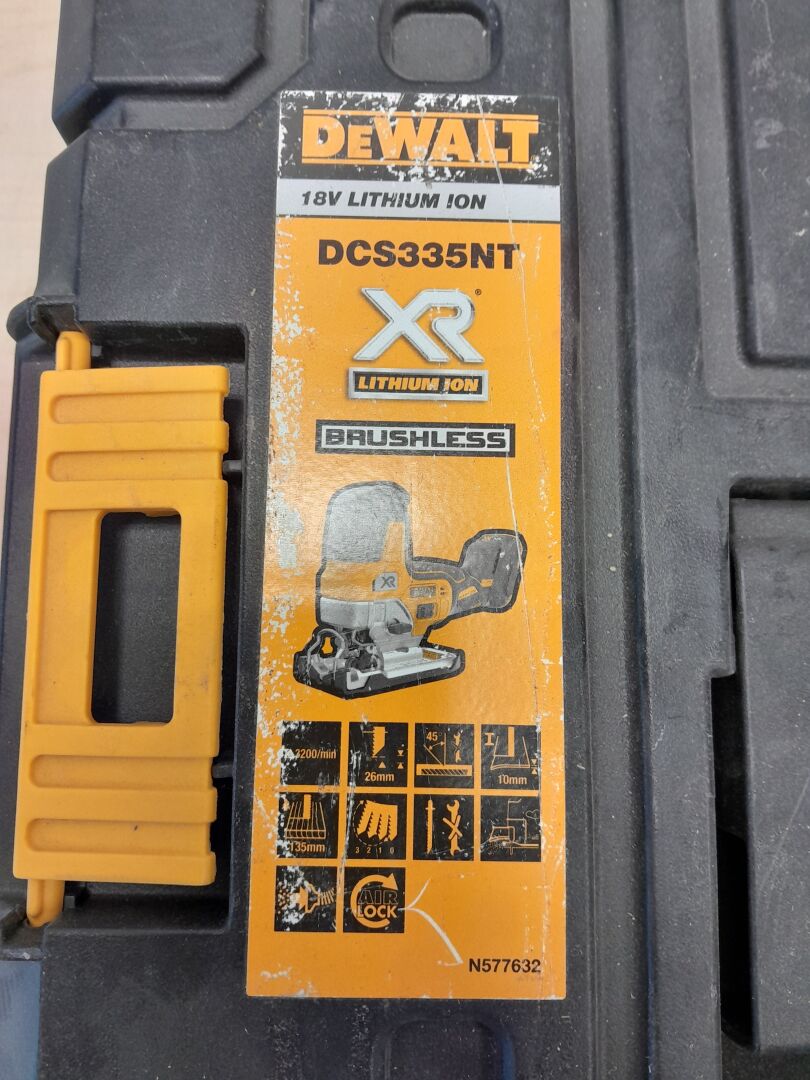 DEWALT
18V LITHIUM ION
DCS335NT
XR®
LITHIUM ION
BRUSHLESS
XR
3200/min
26mm
45
10mm
135mm
3 2 1 0
AIR
LOCK
N577632